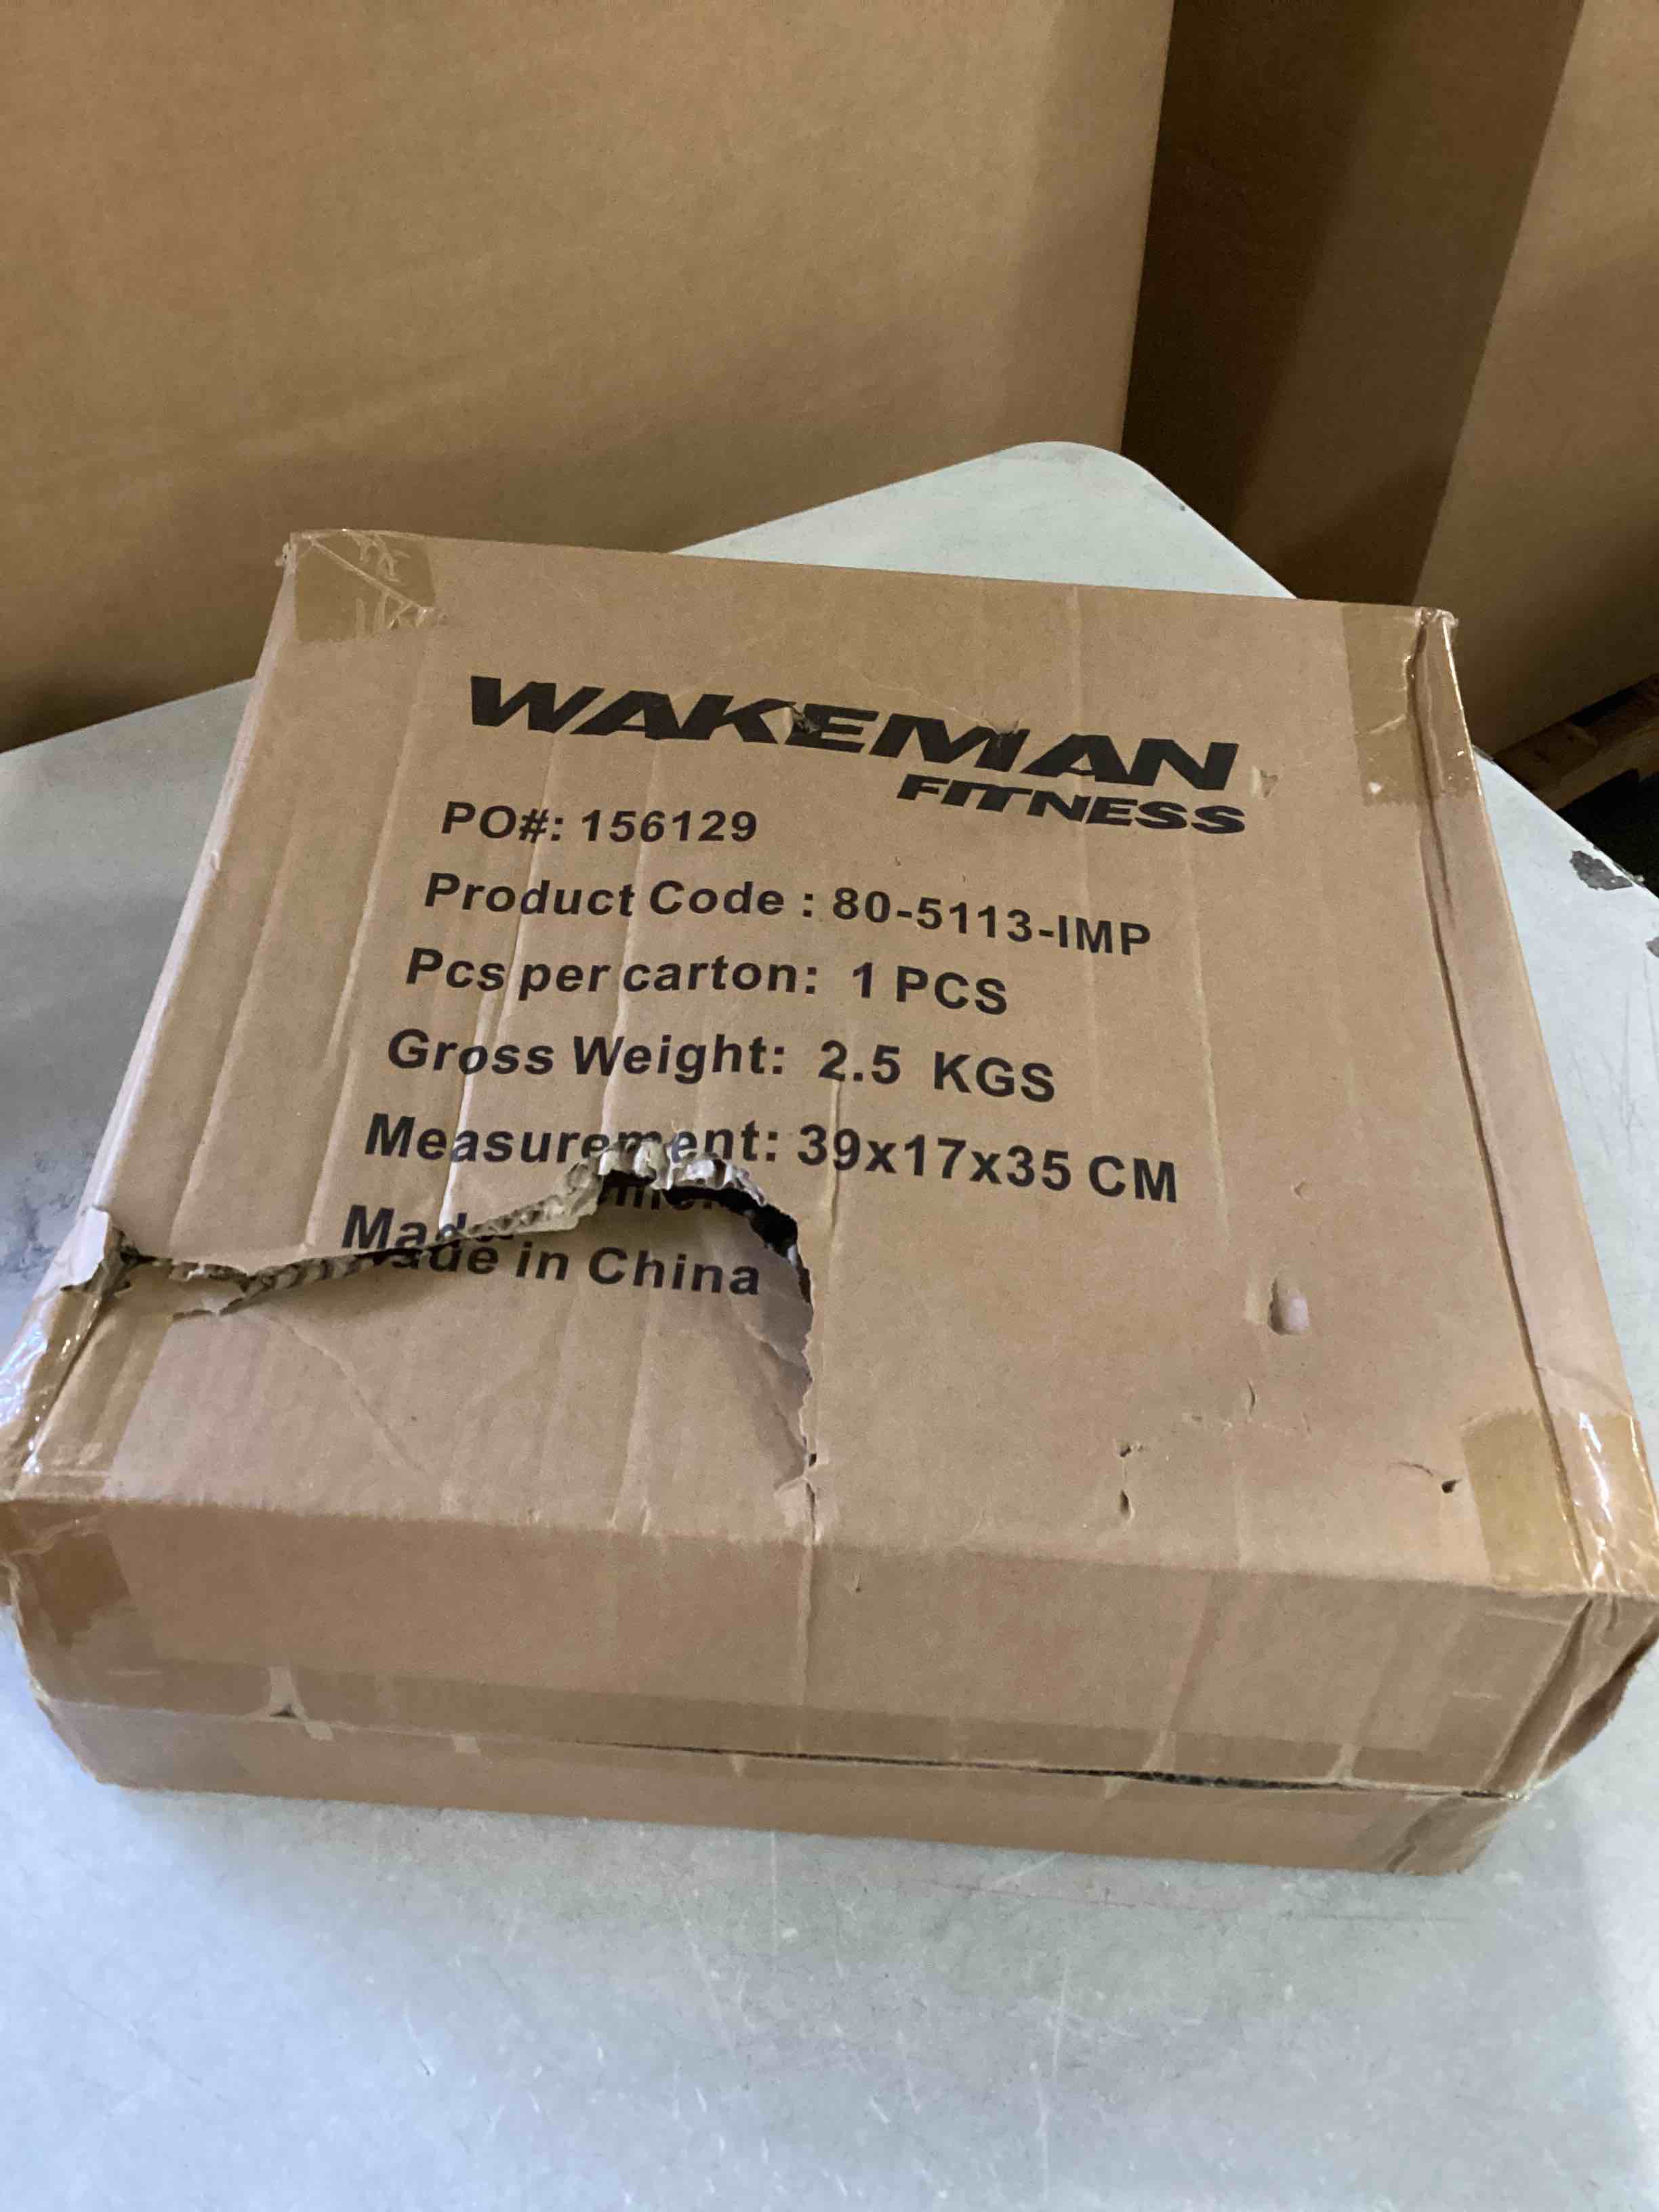 WAKEMAN
FITNESS
PO#: 156129
Product Code : 80-5113-IMP
Pcs per carton: 1 PCS
Gross Weight: 2.5 KGS
Measurement: 39x17x35 CM
Made in China